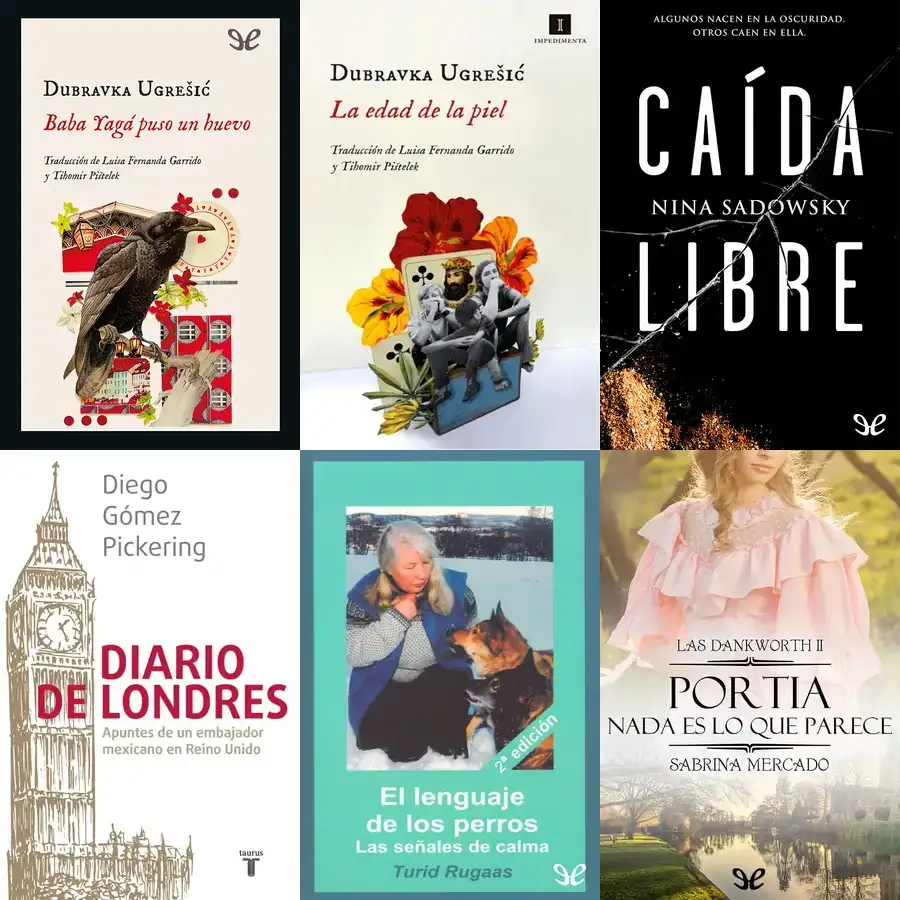 DUBRAVKA UGREŠIĆ
Baba Yagá puso un huevo
Traducción de Luisa Fernanda Garrido
y Tihomir Pištelek
IMPEDIMENTA
DUBRAVKA UGREŠIĆ
La edad de la piel
Traducción de Luisa Fernanda Garrido
y Tihomir Pištelek
ALGUNOS NACEN EN LA OSCURIDAD.
OTROS CAEN EN ELLA.
CAÍDA
NINA SADOWSKY
LIBRE
Diego
Gómez
Pickering
DIARIO
DE LONDRES
Apuntes de un embajador
mexicano en Reino Unido
taurus
2ª edición
El lenguaje
de los perros
Las señales de calma
Turid Rugaas
LAS DANKWORTH II
PORTIA
NADA ES LO QUE PARECE
SABRINA MERCADO